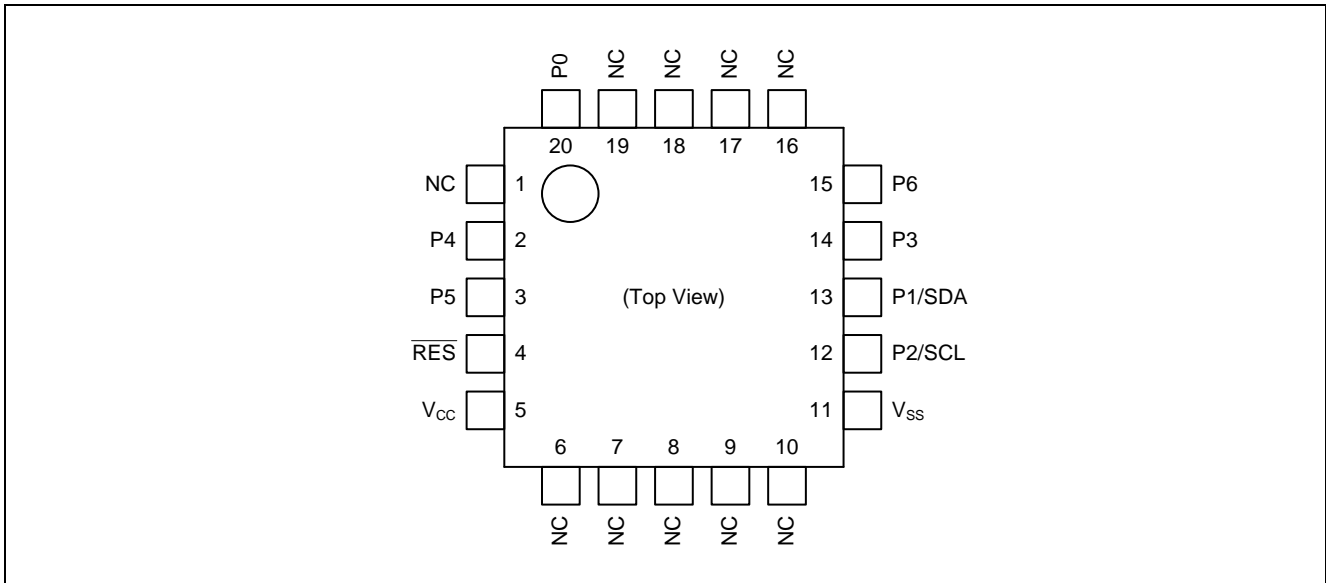 P0 NC NC NC NC
20 19 18 17 16
NC 1 15 P6
P4 2 14 P3
P5 3 (Top View) 13 P1/SDA
R̅E̅S̅ 4 12 P2/SCL
VCC 5 11 VSS
6 7 8 9 10
NC NC NC NC NC